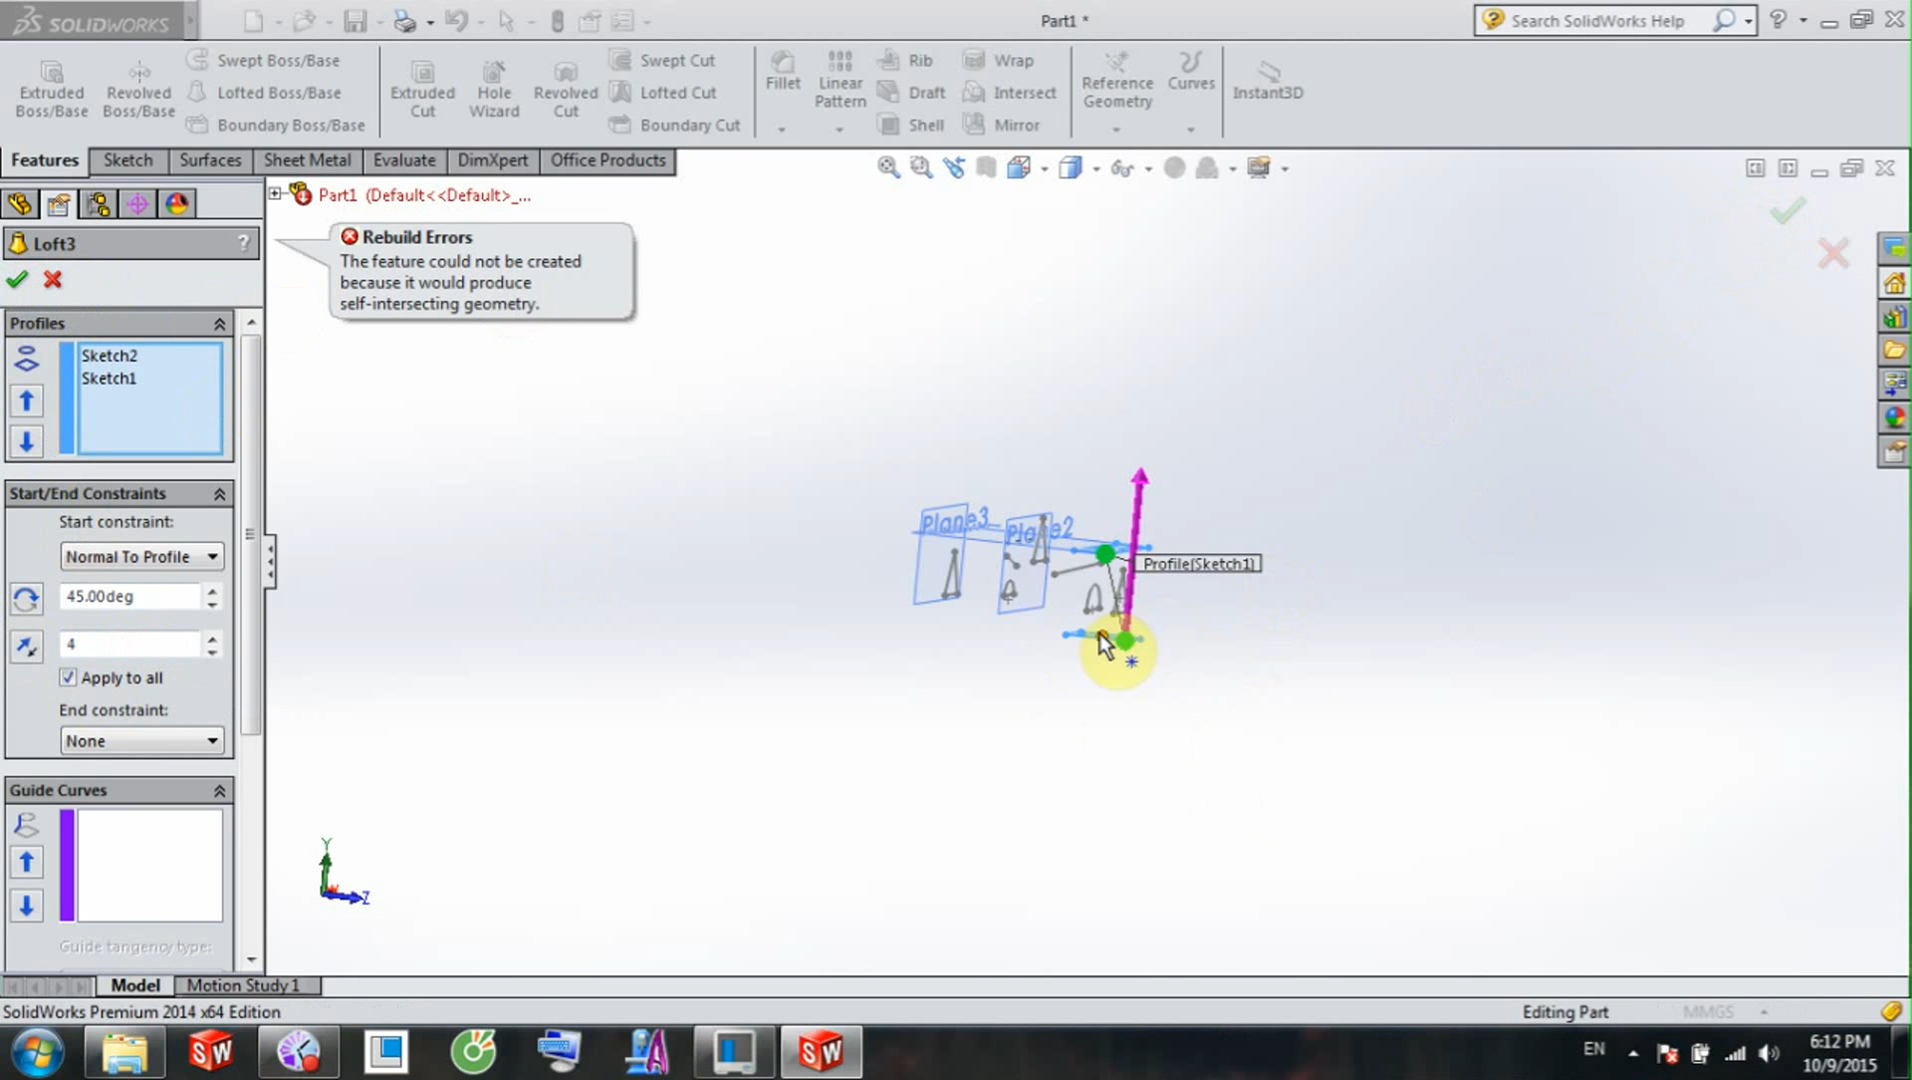 SOLIDWORKS
Part1 *
Search SolidWorks Help
Extruded Boss/Base
Revolved Boss/Base
Swept Boss/Base
Lofted Boss/Base
Boundary Boss/Base
Extruded Cut
Hole Wizard
Revolved Cut
Swept Cut
Lofted Cut
Boundary Cut
Fillet
Linear Pattern
Rib
Draft
Shell
Wrap
Intersect
Mirror
Reference Geometry
Curves
Instant3D
Features
Sketch
Surfaces
Sheet Metal
Evaluate
DimXpert
Office Products
Part1 (Default<<Default>_...
Loft3
?
Rebuild Errors
The feature could not be created
because it would produce
self-intersecting geometry.
Profiles
Sketch2
Sketch1
Start/End Constraints
Start constraint:
Normal To Profile
45.00deg
4
Apply to all
End constraint:
None
Guide Curves
Guide tangency type:
Plane3
Plane2
Profile(Sketch1)
Y
Z
Model
Motion Study 1
SolidWorks Premium 2014 x64 Edition
Editing Part
MMGS
EN
6:12 PM
10/9/2015